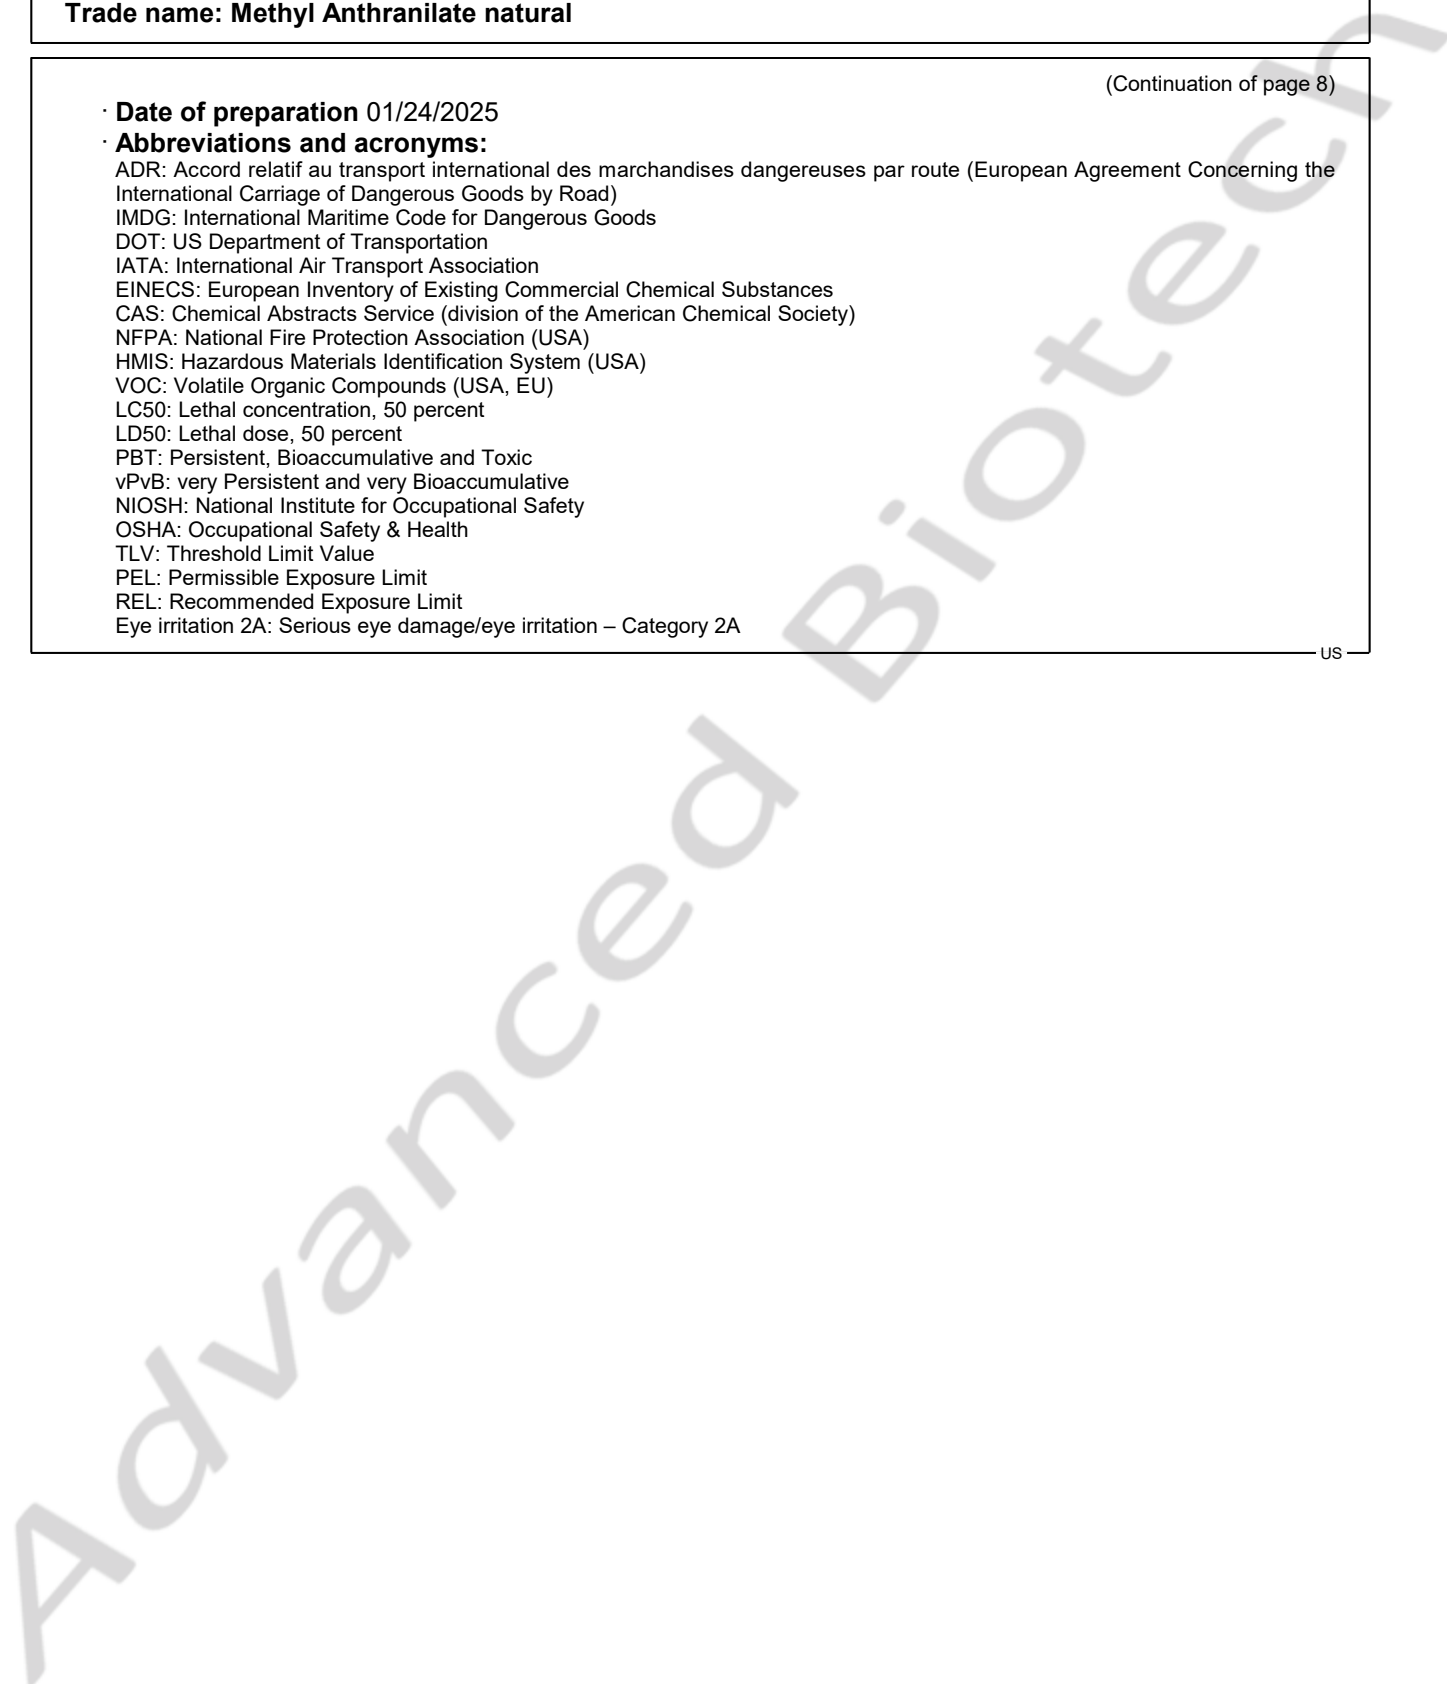 Trade name: Methyl Anthranilate natural
(Continuation of page 8)
· Date of preparation 01/24/2025
· Abbreviations and acronyms:
ADR: Accord relatif au transport international des marchandises dangereuses par route (European Agreement Concerning the
International Carriage of Dangerous Goods by Road)
IMDG: International Maritime Code for Dangerous Goods
DOT: US Department of Transportation
IATA: International Air Transport Association
EINECS: European Inventory of Existing Commercial Chemical Substances
CAS: Chemical Abstracts Service (division of the American Chemical Society)
NFPA: National Fire Protection Association (USA)
HMIS: Hazardous Materials Identification System (USA)
VOC: Volatile Organic Compounds (USA, EU)
LC50: Lethal concentration, 50 percent
LD50: Lethal dose, 50 percent
PBT: Persistent, Bioaccumulative and Toxic
vPvB: very Persistent and very Bioaccumulative
NIOSH: National Institute for Occupational Safety
OSHA: Occupational Safety & Health
TLV: Threshold Limit Value
PEL: Permissible Exposure Limit
REL: Recommended Exposure Limit
Eye irritation 2A: Serious eye damage/eye irritation – Category 2A
US
Advanced Biotech